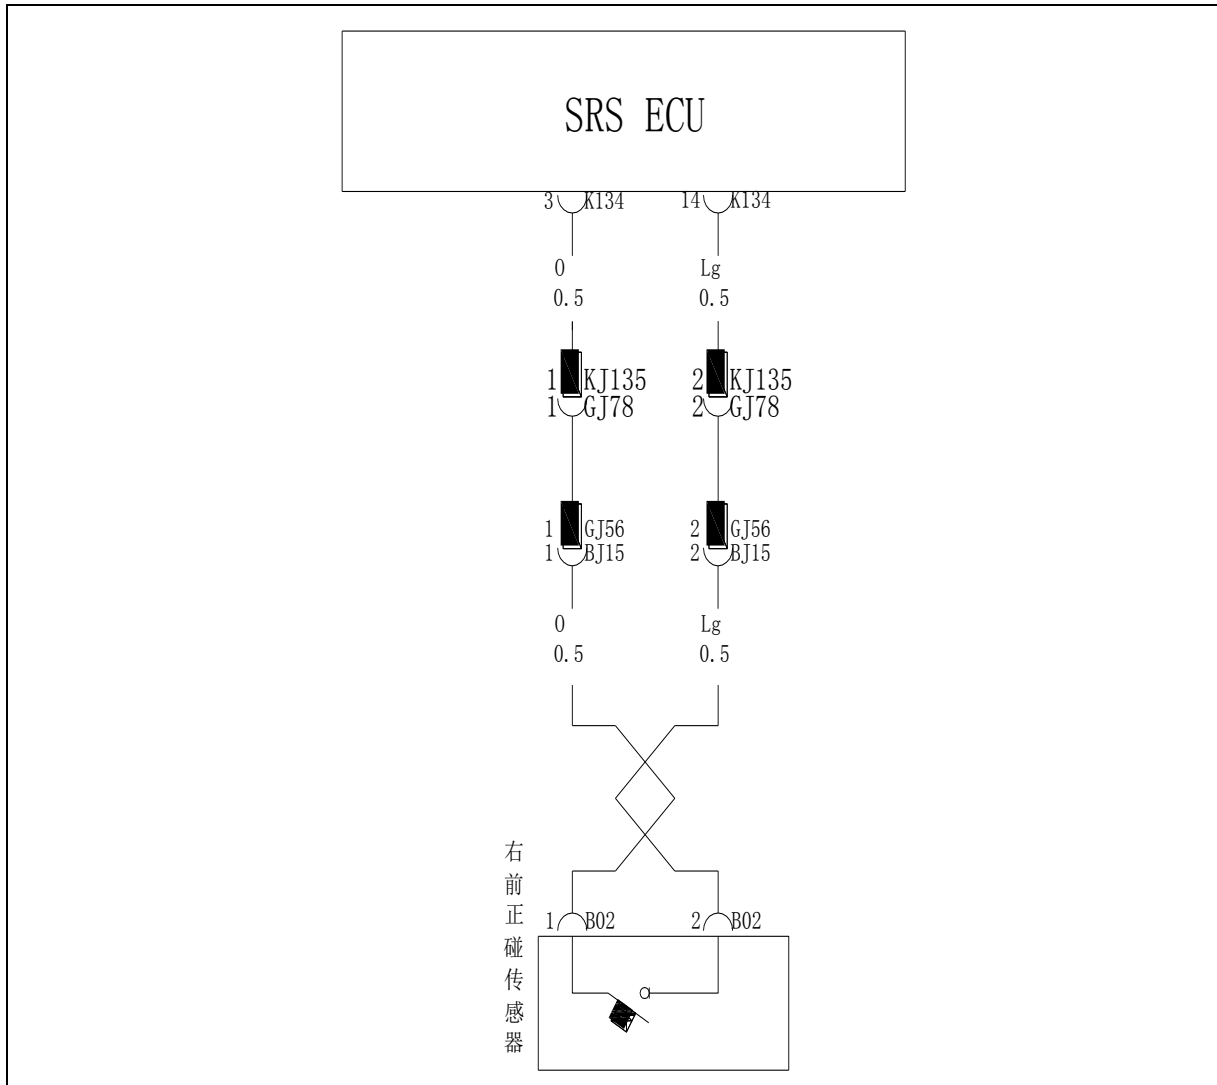 SRS ECU
3 K134 14 K134
O Lg
0.5 0.5
1 KJ135 2 KJ135
1 GJ78 2 GJ78
1 GJ56 2 GJ56
1 BJ15 2 BJ15
O Lg
0.5 0.5
右前正碰传感器
1 B02 2 B02